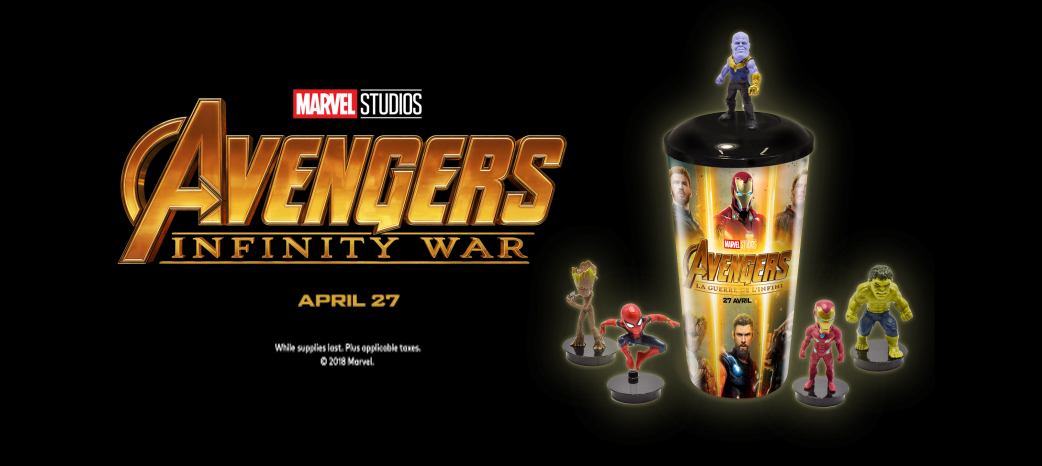 MARVEL STUDIOS
AVENGERS
INFINITY WAR
APRIL 27
While supplies last. Plus applicable taxes.
© 2018 Marvel.
MARVEL STUDIOS
AVENGERS
LA GUERRE DE L'INFINI
27 AVRIL